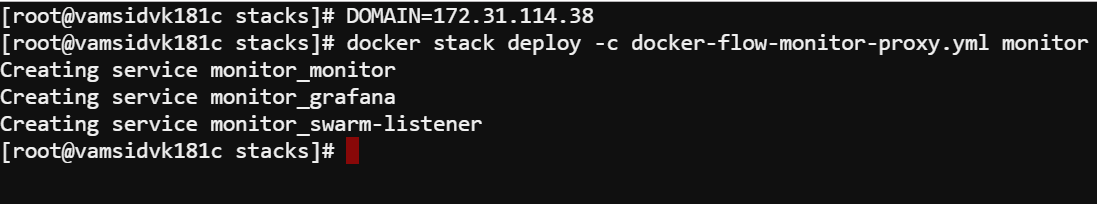 [root@vamsidvk181c stacks]# DOMAIN=172.31.114.38
[root@vamsidvk181c stacks]# docker stack deploy -c docker-flow-monitor-proxy.yml monitor
Creating service monitor_monitor
Creating service monitor_grafana
Creating service monitor_swarm-listener
[root@vamsidvk181c stacks]#